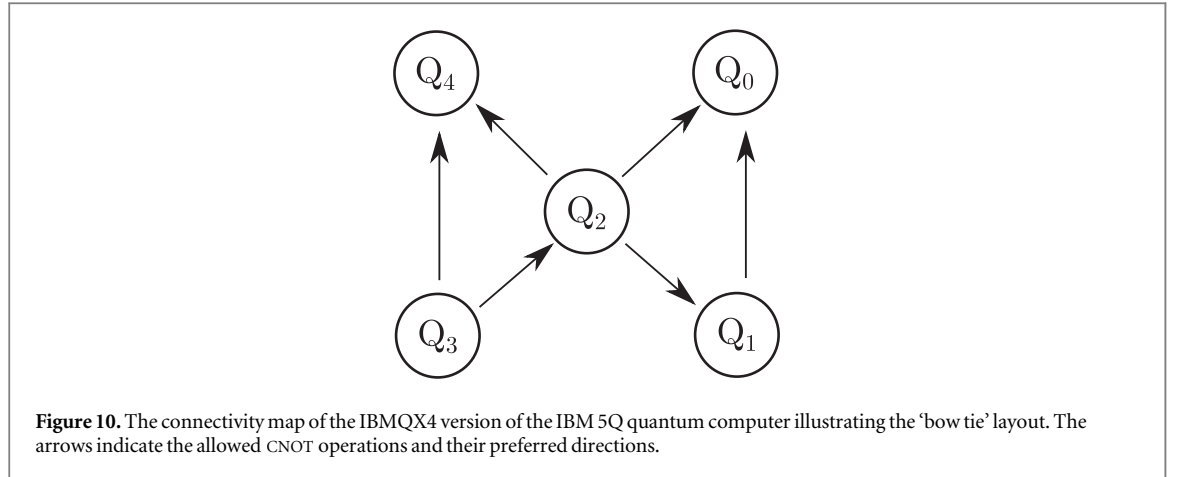 Q4
Q0
Q2
Q3
Q1
Figure 10. The connectivity map of the IBMQX4 version of the IBM 5Q quantum computer illustrating the ‘bow tie’ layout. The
arrows indicate the allowed CNOT operations and their preferred directions.